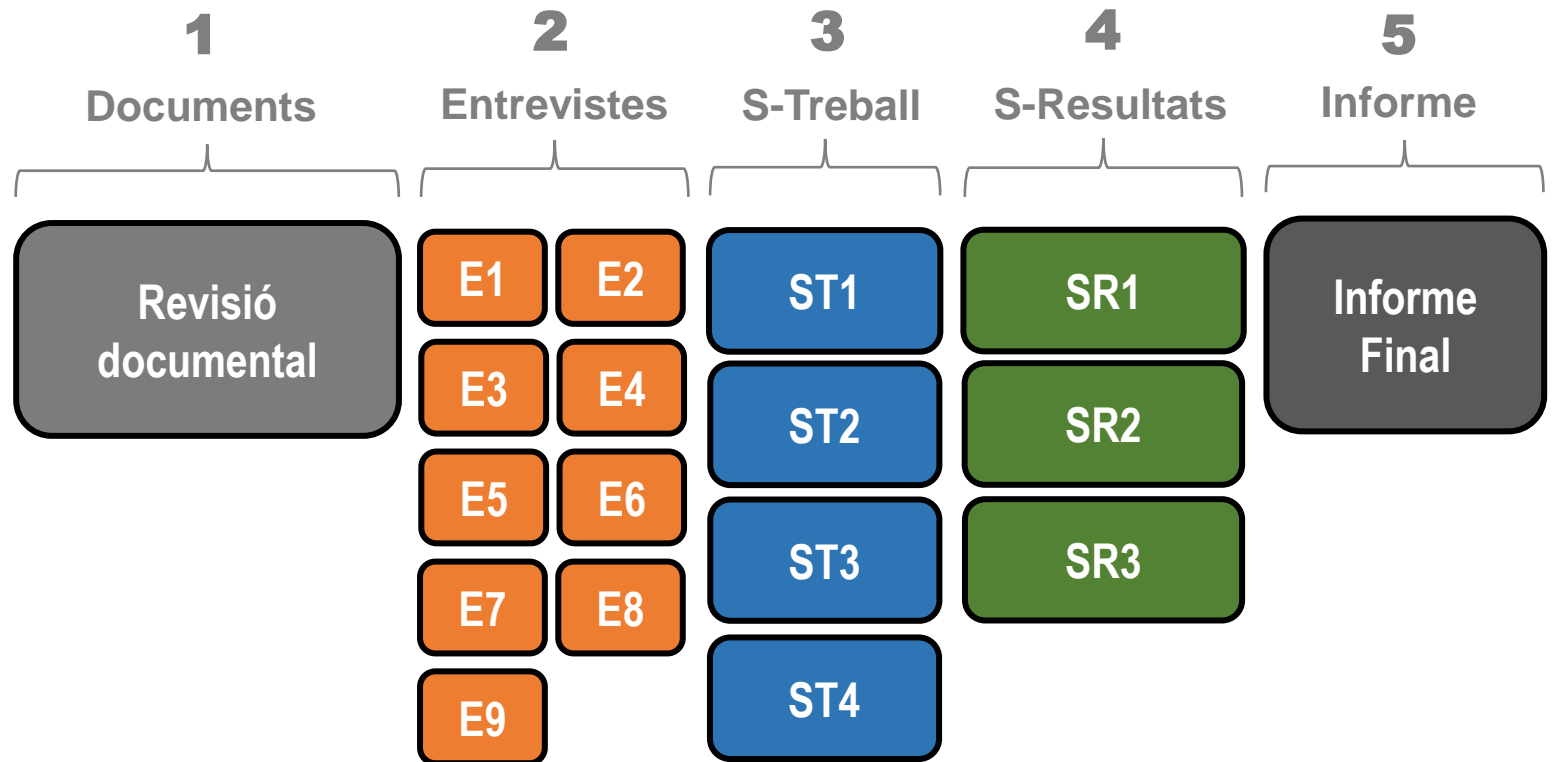 1
2
3
4
5
Documents
Entrevistes
S-Treball
S-Resultats
Informe
Revisió
documental
E1
E2
E3
E4
E5
E6
E7
E8
E9
ST1
ST2
ST3
ST4
SR1
SR2
SR3
Informe
Final